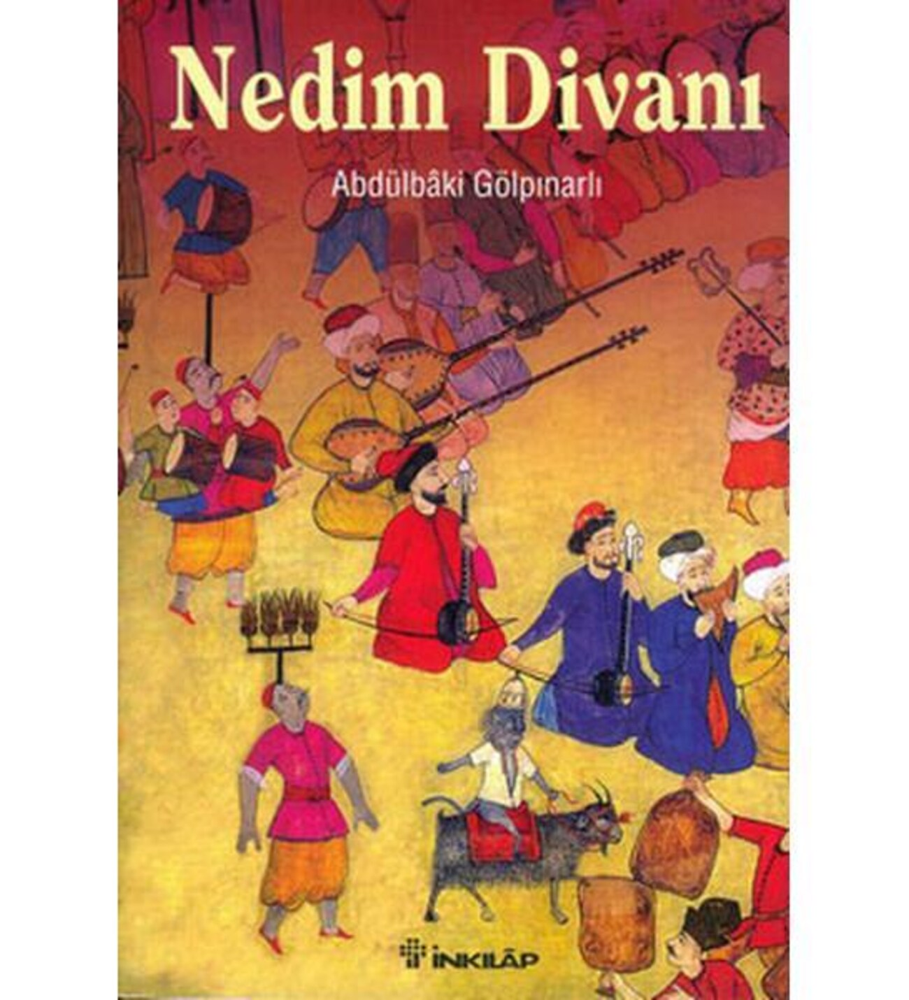 Nedim Divanı
Abdülbâki Gölpınarlı
İNKILÂP